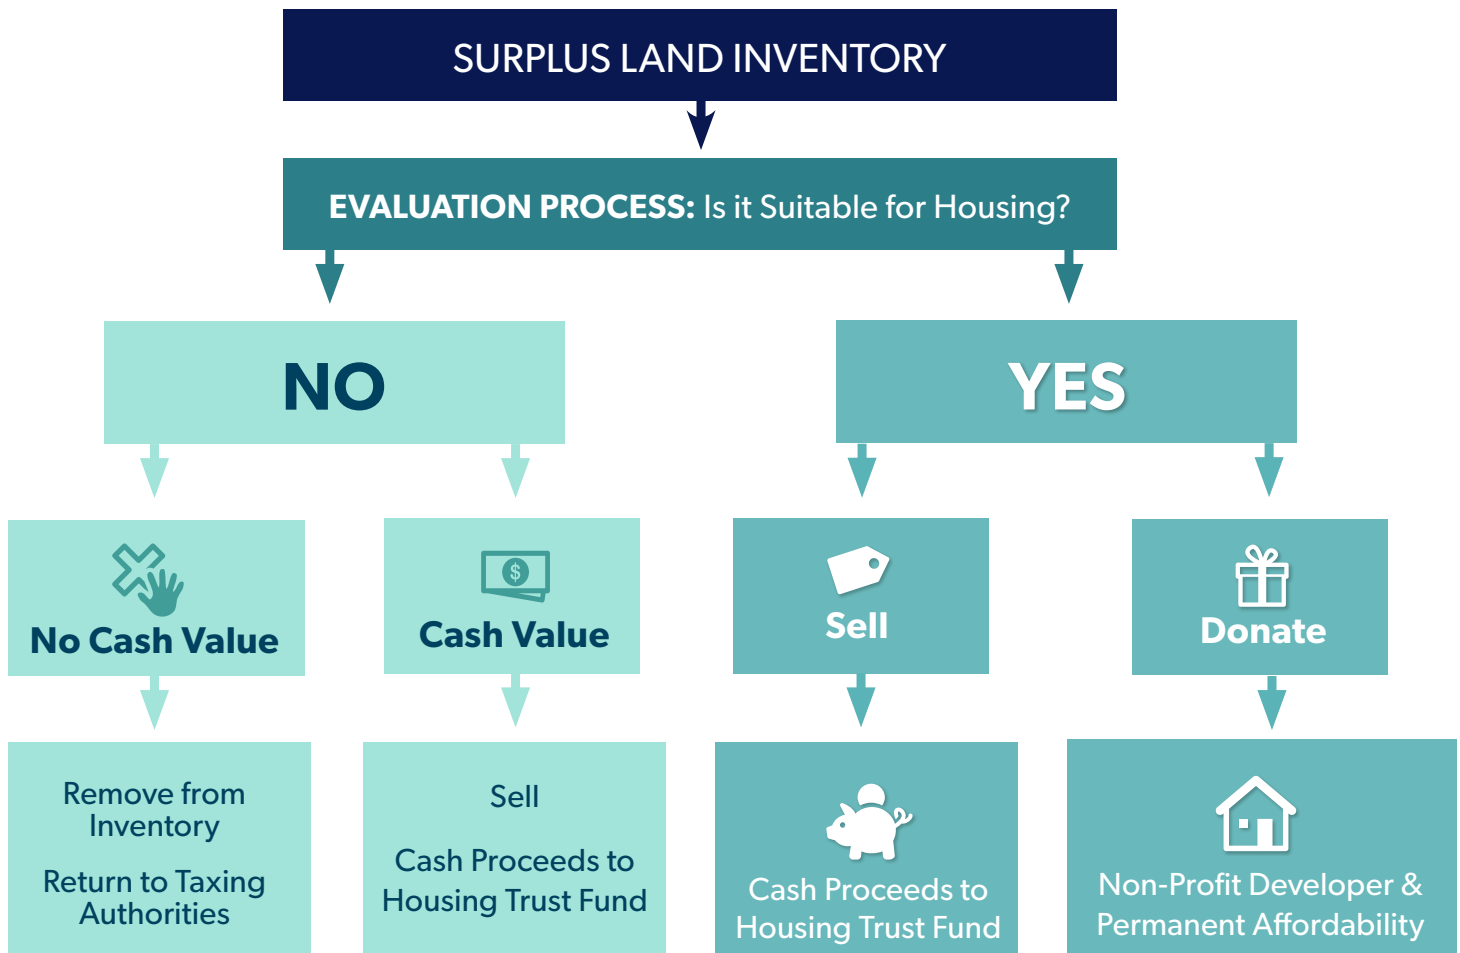 SURPLUS LAND INVENTORY
EVALUATION PROCESS: Is it Suitable for Housing?
NO
YES
No Cash Value
Cash Value
Sell
Donate
Remove from
Inventory
Return to Taxing
Authorities
Sell
Cash Proceeds to
Housing Trust Fund
Cash Proceeds to
Housing Trust Fund
Non-Profit Developer &
Permanent Affordability